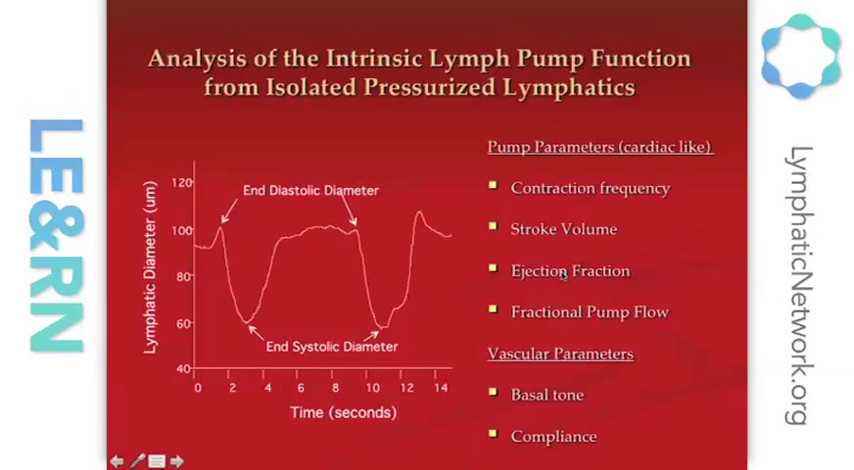 LE&RN
Analysis of the Intrinsic Lymph Pump Function
from Isolated Pressurized Lymphatics
Lymphatic Diameter (um)
120
100
80
60
40
End Diastolic Diameter
End Systolic Diameter
0 2 4 6 8 10 12 14
Time (seconds)
Pump Parameters (cardiac like)
Contraction frequency
Stroke Volume
Ejection Fraction
Fractional Pump Flow
Vascular Parameters
Basal tone
Compliance
LymphaticNetwork.org